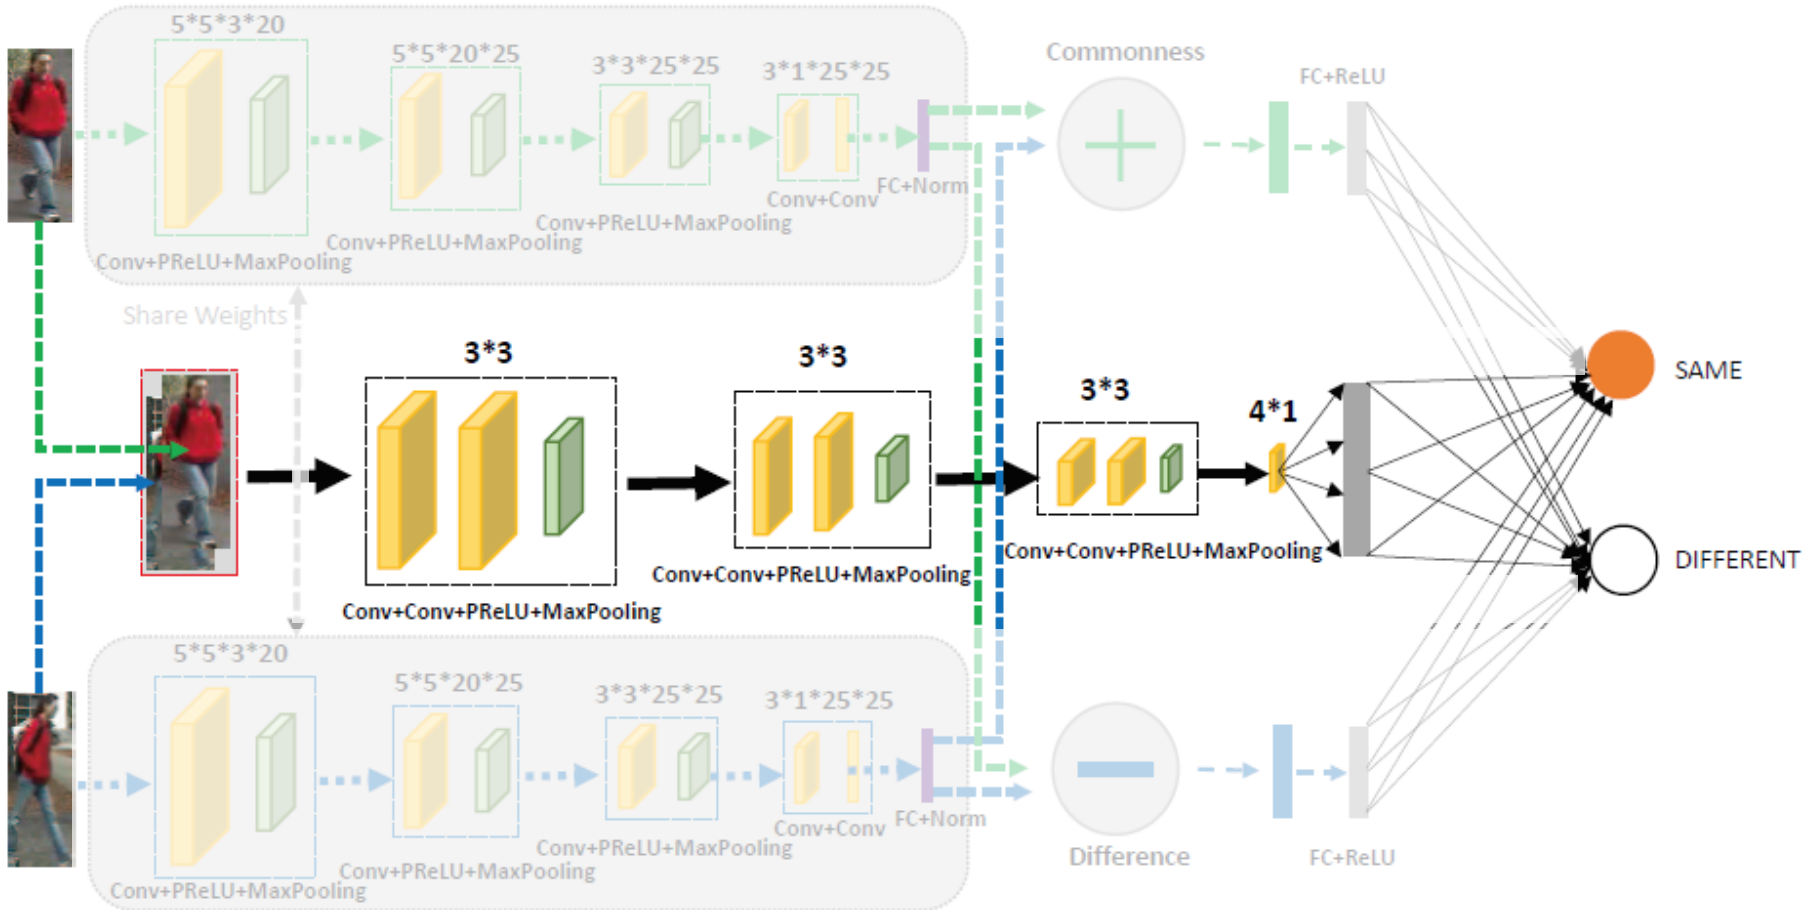 5*5*3*20
5*5*20*25
3*3*25*25
3*1*25*25
Conv+PReLU+MaxPooling
Conv+PReLU+MaxPooling
Conv+PReLU+MaxPooling
Conv+Conv
FC+Norm
Commonness
FC+ReLU
Share Weights
3*3
3*3
3*3
4*1
Conv+Conv+PReLU+MaxPooling
Conv+Conv+PReLU+MaxPooling
Conv+Conv+PReLU+MaxPooling
SAME
DIFFERENT
5*5*3*20
5*5*20*25
3*3*25*25
3*1*25*25
Conv+PReLU+MaxPooling
Conv+PReLU+MaxPooling
Conv+PReLU+MaxPooling
Conv+Conv
FC+Norm
Difference
FC+ReLU